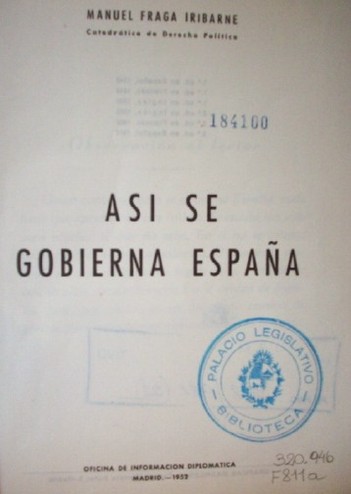 MANUEL FRAGA IRIBARNE
Catedrático de Derecho Político
184100
ASI SE
GOBIERNA ESPAÑA
PALACIO LEGISLATIVO
BIBLIOTECA
320.946
F811a
OFICINA DE INFORMACION DIPLOMATICA
MADRID.—1952